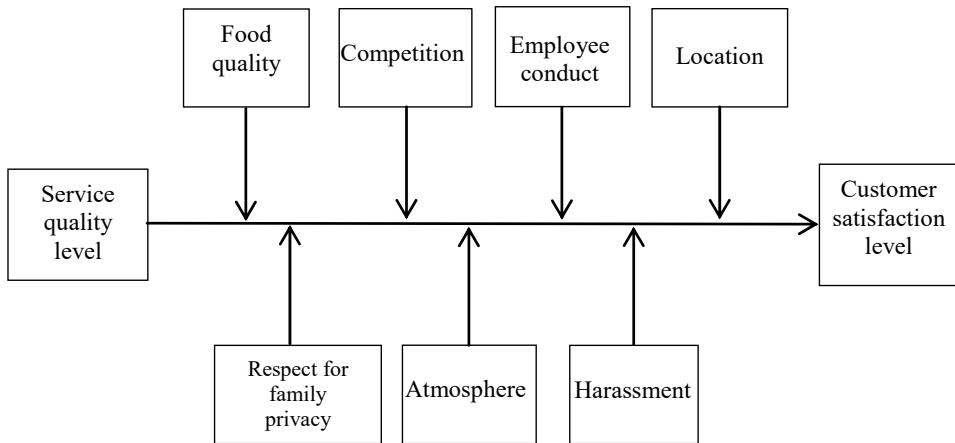 Food
quality
Competition
Employee
conduct
Location
Service
quality
level
Customer
satisfaction
level
Respect for
family
privacy
Atmosphere
Harassment